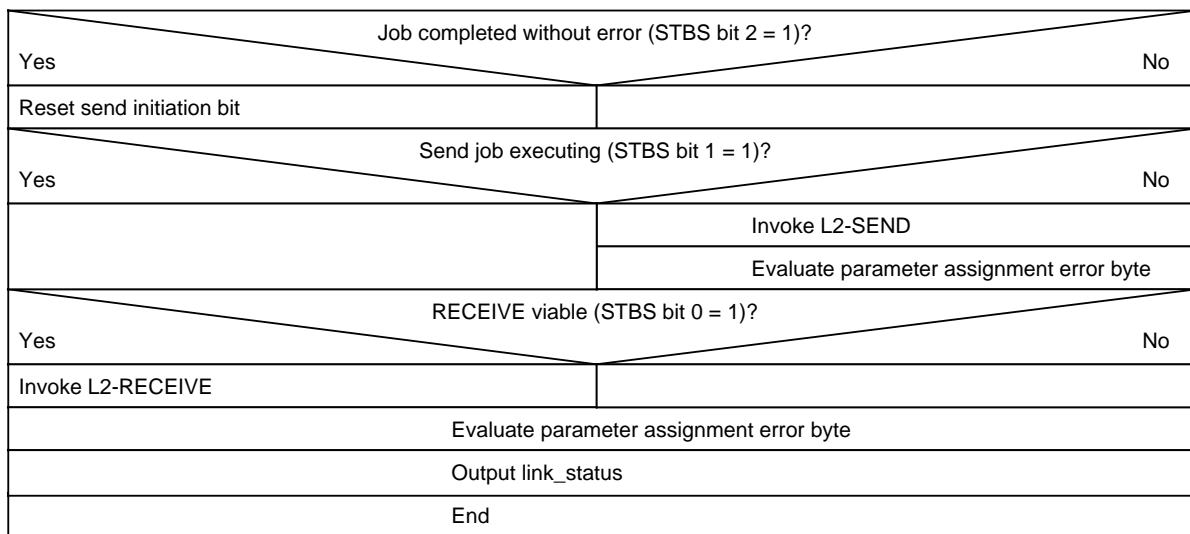 Job completed without error (STBS bit 2 = 1)?
Yes
No
Reset send initiation bit
Send job executing (STBS bit 1 = 1)?
Yes
No
Invoke L2-SEND
Evaluate parameter assignment error byte
RECEIVE viable (STBS bit 0 = 1)?
Yes
No
Invoke L2-RECEIVE
Evaluate parameter assignment error byte
Output link_status
End